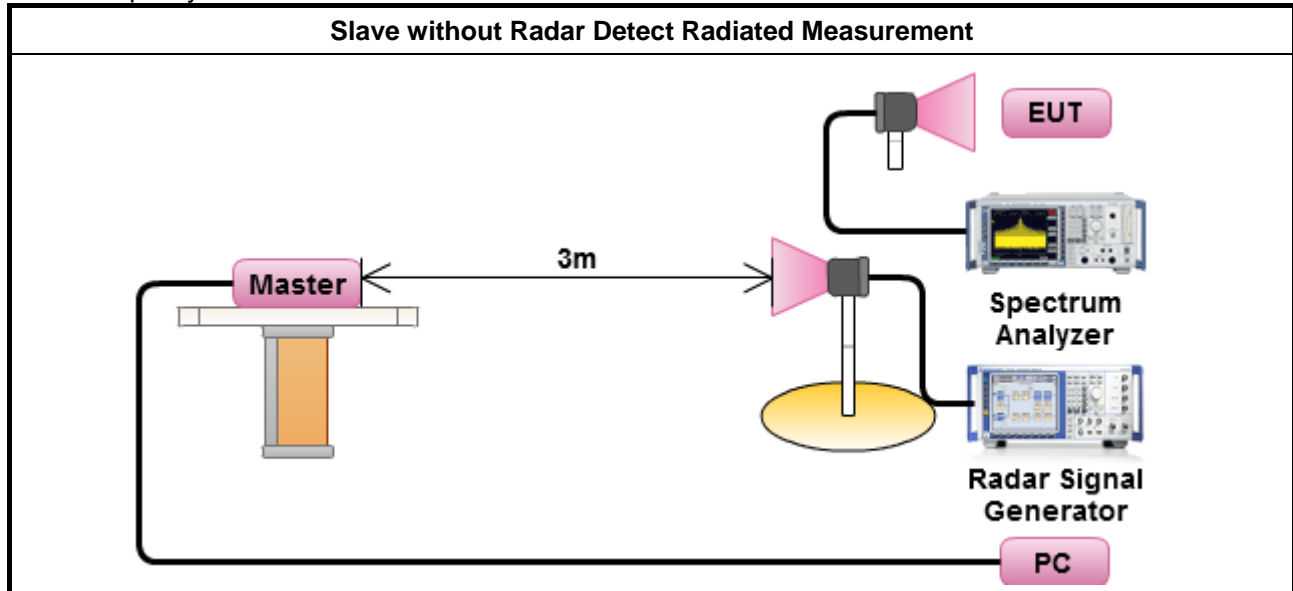 Slave without Radar Detect Radiated Measurement
EUT
3m
Master
Spectrum
Analyzer
Radar Signal
Generator
PC